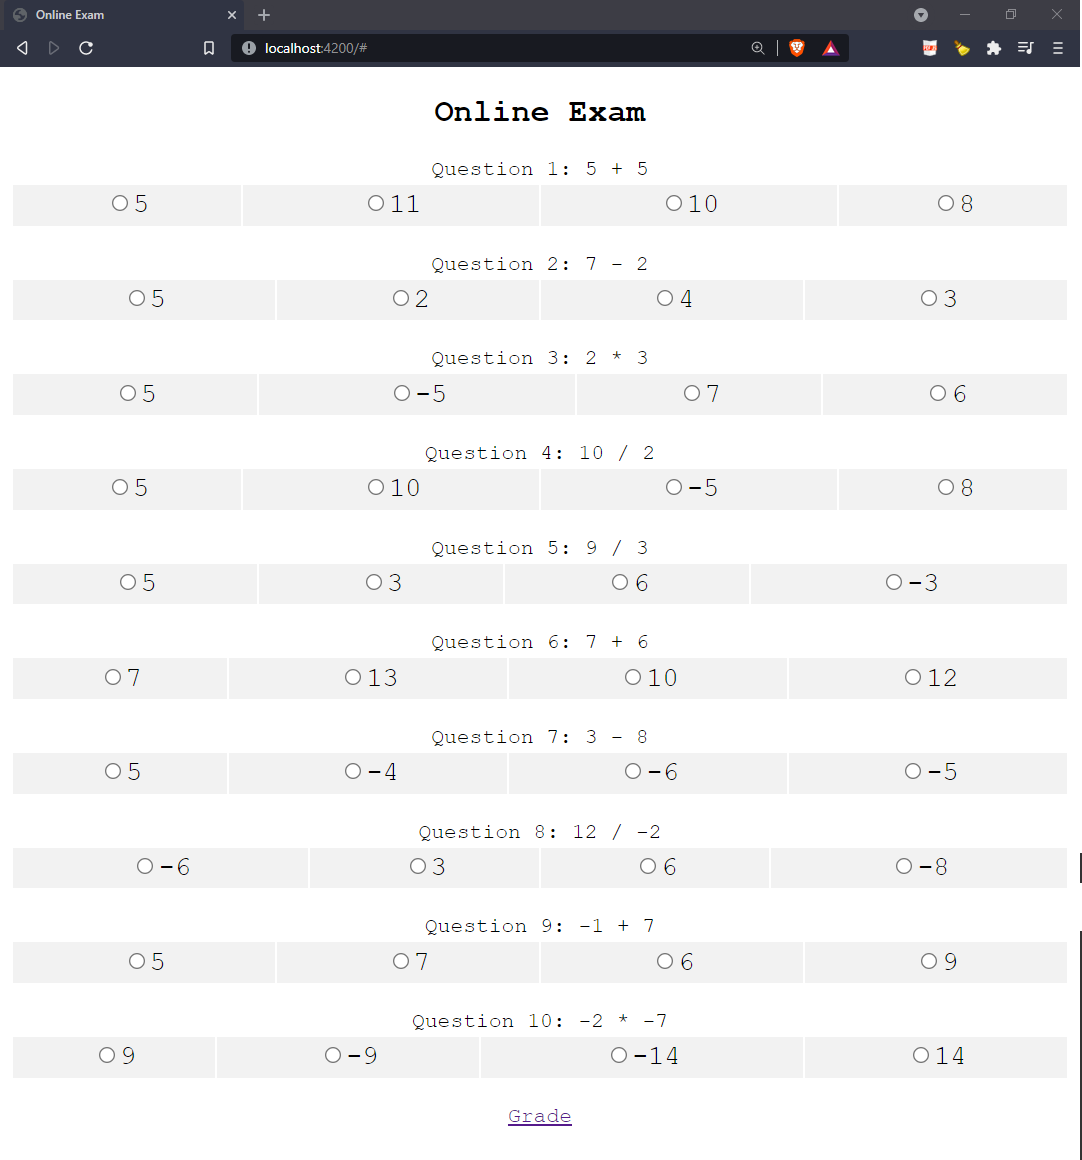 Online Exam
localhost:4200/#
Online Exam
Question 1: 5 + 5
5 11 10 8
Question 2: 7 - 2
5 2 4 3
Question 3: 2 * 3
5 -5 7 6
Question 4: 10 / 2
5 10 -5 8
Question 5: 9 / 3
5 3 6 -3
Question 6: 7 + 6
7 13 10 12
Question 7: 3 - 8
5 -4 -6 -5
Question 8: 12 / -2
-6 3 6 -8
Question 9: -1 + 7
5 7 6 9
Question 10: -2 * -7
9 -9 -14 14
Grade